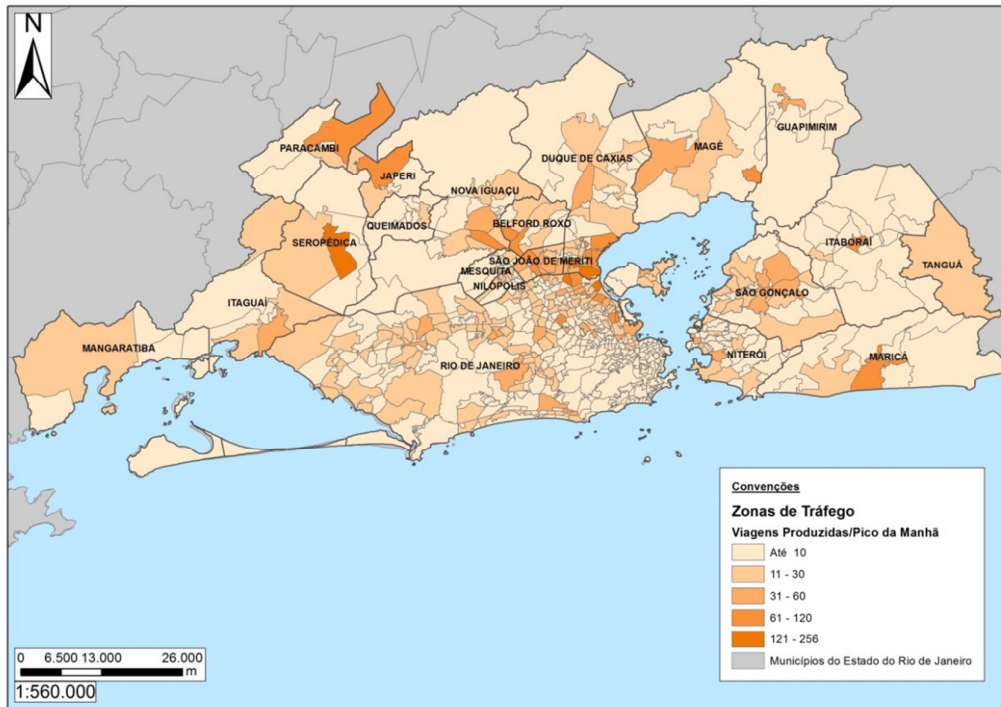 N
GUAPIMIRIM
PARACAMBI
MAGÉ
DUQUE DE CAXIAS
JAPERI
NOVA IGUAÇU
QUEIMADOS
BELFORD ROXO
SEROPÉDICA
ITABORAÍ
SÃO JOÃO DE MERITI
TANGUÁ
MESQUITA
NILÓPOLIS
SÃO GONÇALO
ITAGUAÍ
MANGARATIBA
NITERÓI
MARICÁ
RIO DE JANEIRO
Convenções
Zonas de Tráfego
Viagens Produzidas/Pico da Manhã
Até 10
11 - 30
31 - 60
61 - 120
121 - 256
Municípios do Estado do Rio de Janeiro
0 6.500 13.000 26.000
m
1:560.000